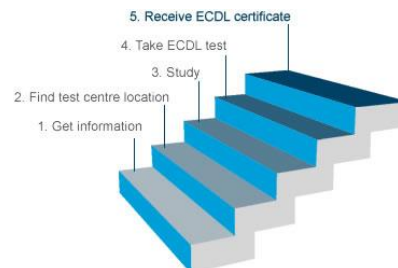 5. Receive ECDL certificate
4. Take ECDL test
3. Study
2. Find test centre location
1. Get information